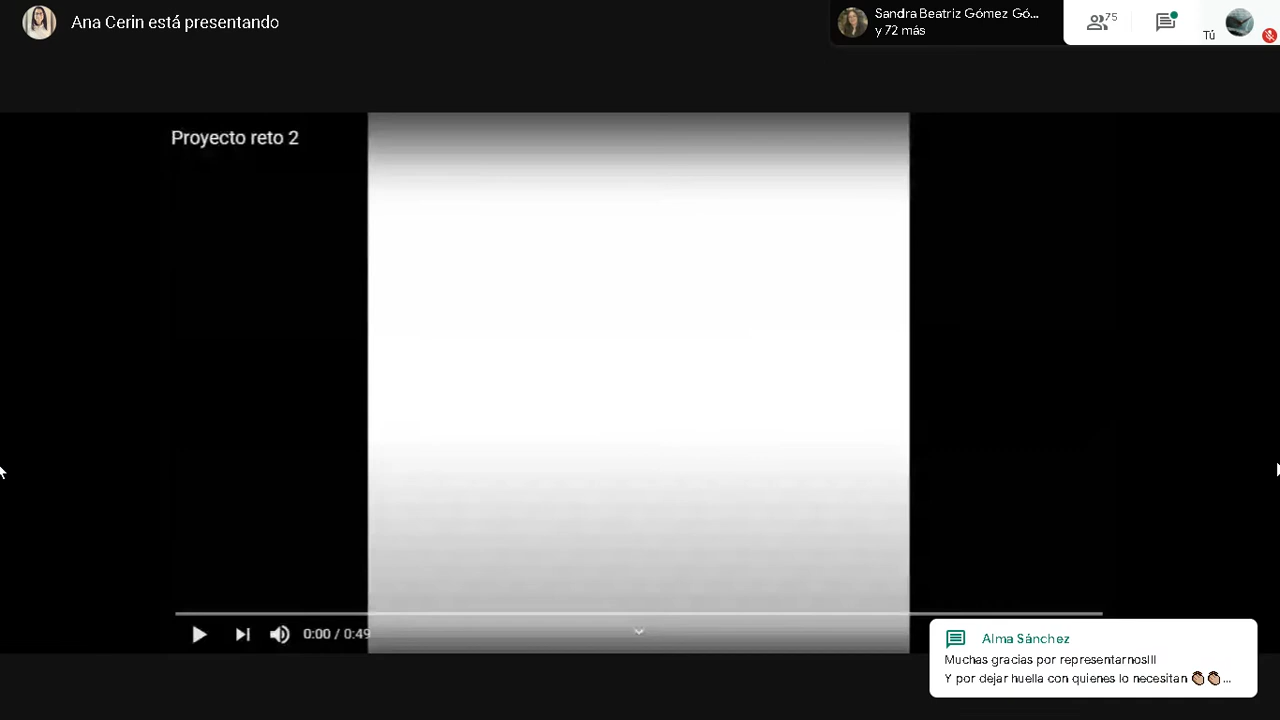 Ana Cerin está presentando
Sandra Beatriz Gómez Gó...
y 72 más
75
Tú
Proyecto reto 2
0:00 / 0:49
Alma Sánchez
Muchas gracias por representarnos!!!
Y por dejar huella con quienes lo necesitan 👏🏼👏🏼...